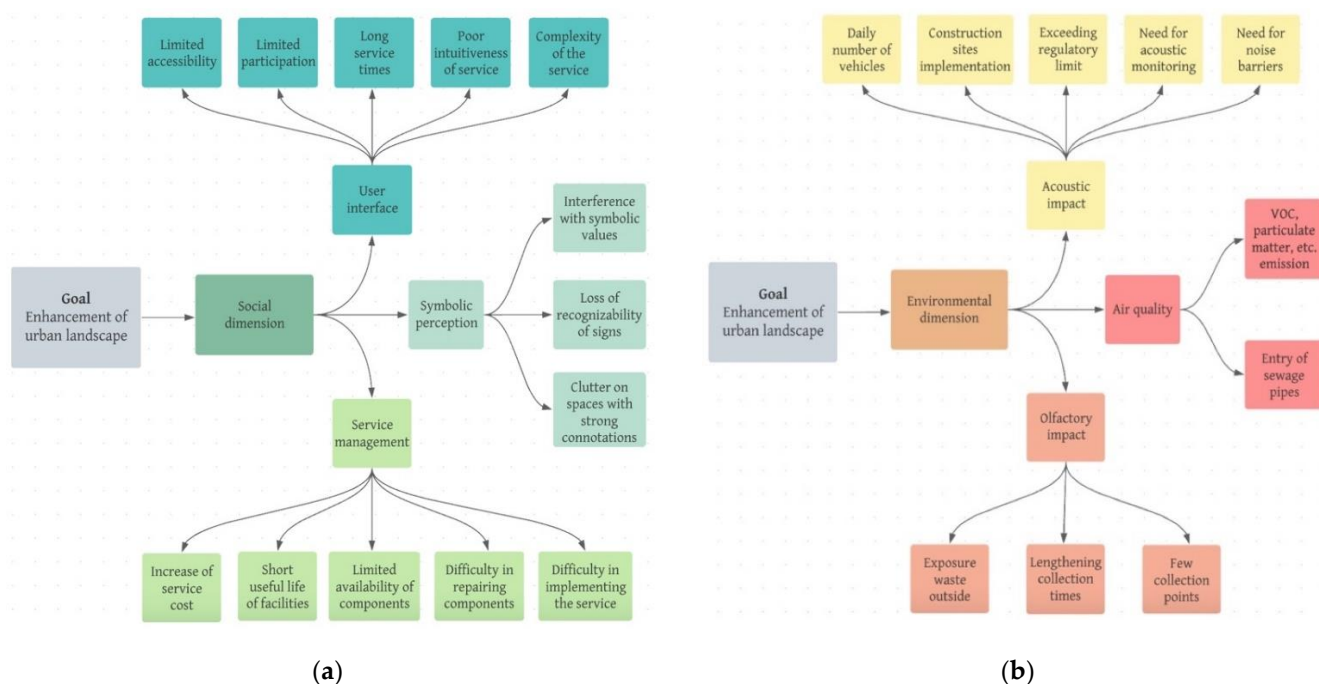 Limited
accessibility
Limited
participation
Long
service
times
Poor
intuitiveness
of service
Complexity
of the
service
User
interface
Interference
with symbolic
values
Goal
Enhancement of
urban landscape
Social
dimension
Symbolic
perception
Loss of
recognizability
of signs
Clutter on
spaces with
strong
connotations
Service
management
Increase of
service
cost
Short
useful life
of facilities
Limited
availability of
components
Difficulty in
repairing
components
Difficulty in
implementing
the service
(a)
Daily
number of
vehicles
Construction
sites
implementation
Exceeding
regulatory
limit
Need for
acoustic
monitoring
Need for
noise
barriers
Acoustic
impact
VOC,
particulate
matter, etc.
emission
Goal
Enhancement of
urban landscape
Environmental
dimension
Air quality
Entry of
sewage
pipes
Olfactory
impact
Exposure
waste
outside
Lengthening
collection
times
Few
collection
points
(b)